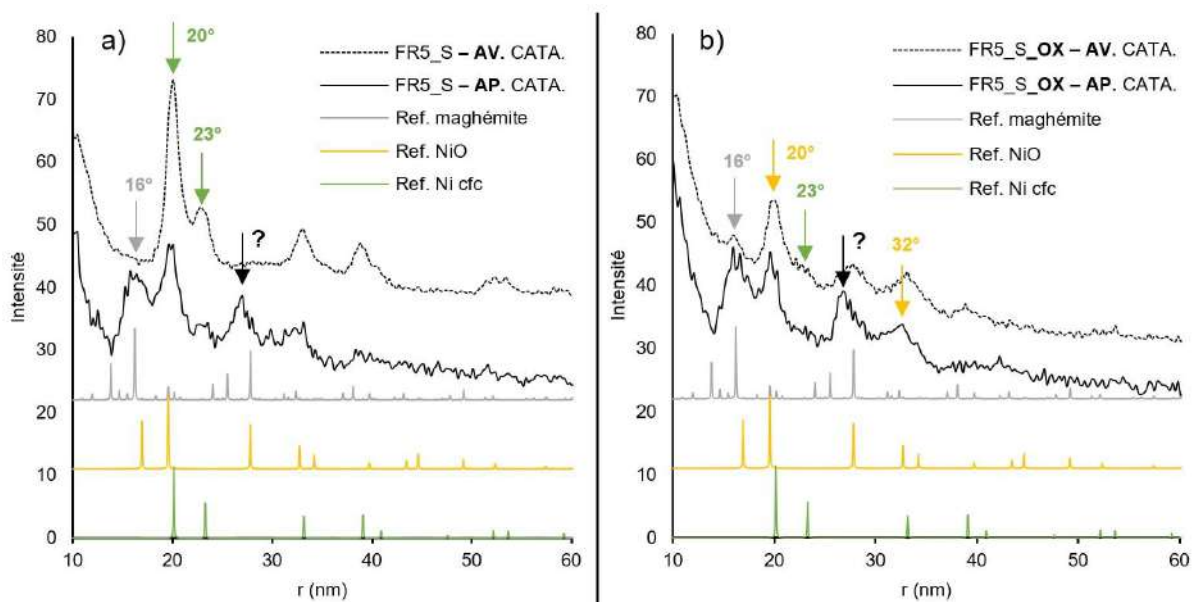 a)
FR5_S – AV. CATA.
FR5_S – AP. CATA.
Ref. maghémite
Ref. NiO
Ref. Ni cfc
20°
23°
16°
?
Intensité
80
70
60
50
40
30
20
10
0
10 20 30 40 50 60
r (nm)
b)
FR5_S_OX – AV. CATA.
FR5_S_OX – AP. CATA.
Ref. maghémite
Ref. NiO
Ref. Ni cfc
20°
16°
23°
?
32°
Intensité
80
70
60
50
40
30
20
10
0
10 20 30 40 50 60
r (nm)